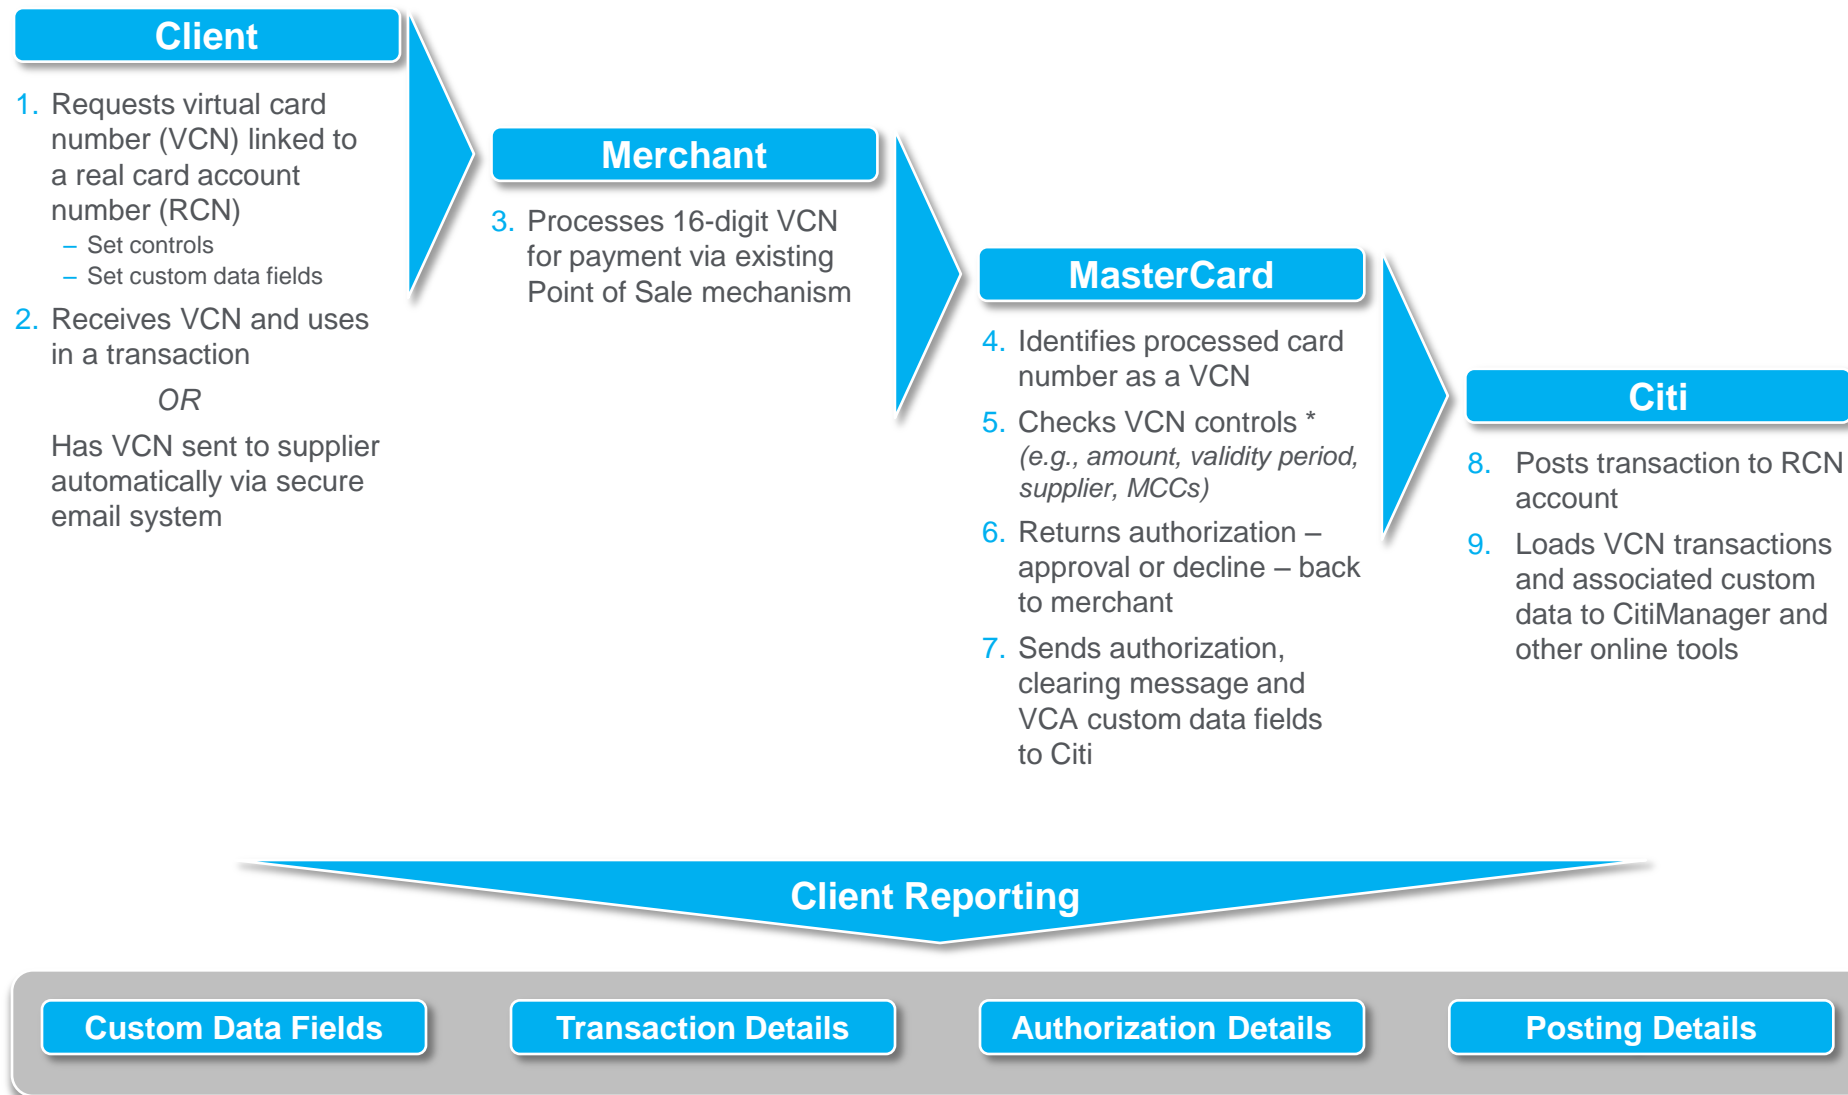 Client
1. Requests virtual card
number (VCN) linked to
a real card account
number (RCN)
– Set controls
– Set custom data fields
2. Receives VCN and uses
in a transaction
OR
Has VCN sent to supplier
automatically via secure
email system
Merchant
3. Processes 16-digit VCN
for payment via existing
Point of Sale mechanism
MasterCard
4. Identifies processed card
number as a VCN
5. Checks VCN controls *
(e.g., amount, validity period,
supplier, MCCs)
6. Returns authorization –
approval or decline – back
to merchant
7. Sends authorization,
clearing message and
VCA custom data fields
to Citi
Citi
8. Posts transaction to RCN
account
9. Loads VCN transactions
and associated custom
data to CitiManager and
other online tools
Client Reporting
Custom Data Fields
Transaction Details
Authorization Details
Posting Details